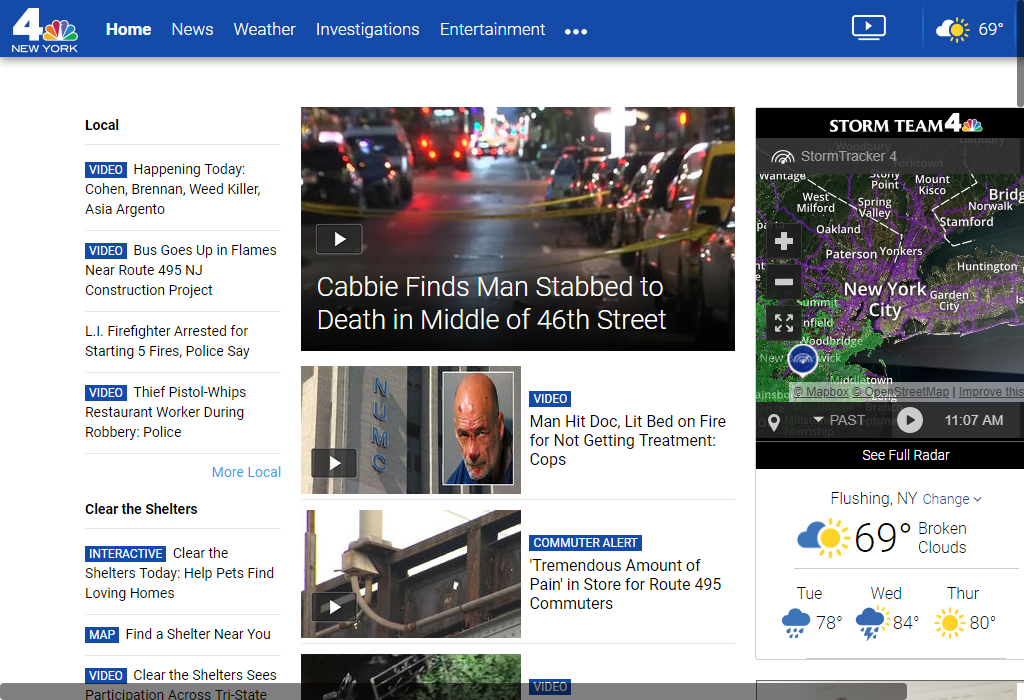 4
NEW YORK
Home News Weather Investigations Entertainment •••
69°
Local
VIDEO Happening Today:
Cohen, Brennan, Weed Killer,
Asia Argento
VIDEO Bus Goes Up in Flames
Near Route 495 NJ
Construction Project
L.I. Firefighter Arrested for
Starting 5 Fires, Police Say
VIDEO Thief Pistol-Whips
Restaurant Worker During
Robbery: Police
More Local
Clear the Shelters
INTERACTIVE Clear the
Shelters Today: Help Pets Find
Loving Homes
MAP Find a Shelter Near You
VIDEO Clear the Shelters Sees
Participation Across Tri-State
Cabbie Finds Man Stabbed to
Death in Middle of 46th Street
NUMC
VIDEO
Man Hit Doc, Lit Bed on Fire
for Not Getting Treatment:
Cops
COMMUTER ALERT
'Tremendous Amount of
Pain' in Store for Route 495
Commuters
VIDEO
STORM TEAM 4
StormTracker 4
Woodbury
Yorktown
Danbury
Wantage
Stony
Point
Mount
Kisco
Bridg
West
Milford
Spring
Valley
Norwalk
Stamford
Oakland
Paterson
Yonkers
Huntington
New York
City
Garden
City
Is
Summit
nfield
Woodbridge
New
wick
Middletown
© Mapbox © OpenStreetMap | Improve this
PAST
11:07 AM
See Full Radar
Flushing, NY Change
69° Broken
Clouds
Tue Wed Thur
78° 84° 80°